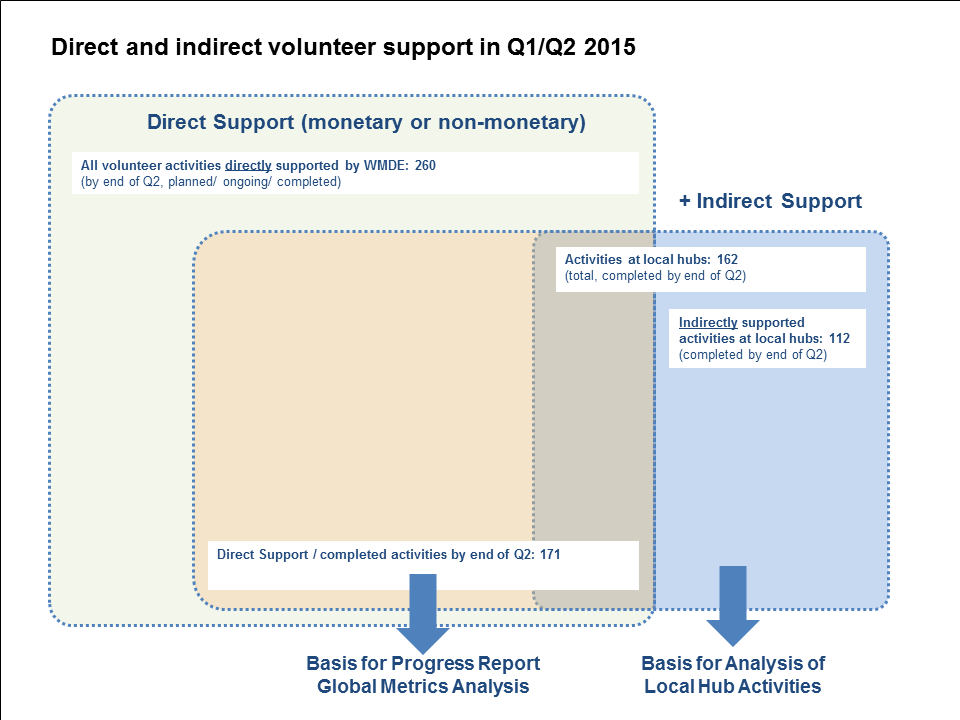 Direct and indirect volunteer support in Q1/Q2 2015
Direct Support (monetary or non-monetary)
All volunteer activities directly supported by WMDE: 260
(by end of Q2, planned/ ongoing/ completed)
+ Indirect Support
Activities at local hubs: 162
(total, completed by end of Q2)
Indirectly supported
activities at local hubs: 112
(completed by end of Q2)
Direct Support / completed activities by end of Q2: 171
Basis for Progress Report
Global Metrics Analysis
Basis for Analysis of
Local Hub Activities